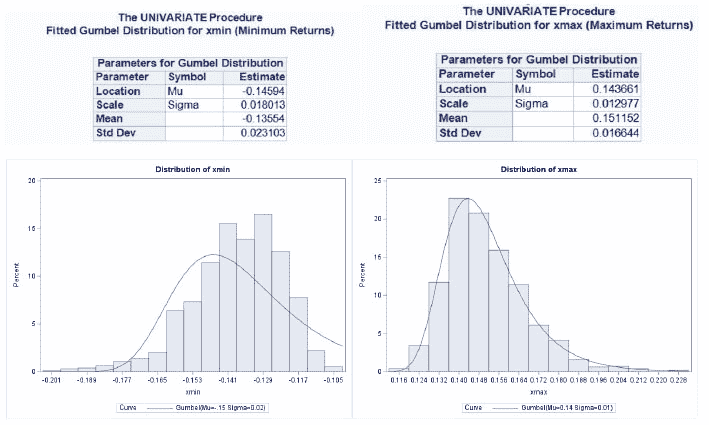 The UNIVARIATE Procedure
Fitted Gumbel Distribution for xmin (Minimum Returns)
Parameters for Gumbel Distribution
Parameter Symbol Estimate
Location Mu -0.14594
Scale Sigma 0.018013
Mean -0.13554
Std Dev 0.023103
The UNIVARIATE Procedure
Fitted Gumbel Distribution for xmax (Maximum Returns)
Parameters for Gumbel Distribution
Parameter Symbol Estimate
Location Mu 0.143661
Scale Sigma 0.012977
Mean 0.151152
Std Dev 0.016644
Distribution of xmin
20
15
10
5
0
Percent
-0.201 -0.189 -0.177 -0.165 -0.153 -0.141 -0.129 -0.117 -0.105
xmin
Curve Gumbel(Mu=-.15 Sigma=0.02)
Distribution of xmax
25
20
15
10
5
0
Percent
0.116 0.124 0.132 0.140 0.148 0.156 0.164 0.172 0.180 0.188 0.196 0.204 0.212 0.220 0.228
xmax
Curve Gumbel(Mu=0.14 Sigma=0.01)